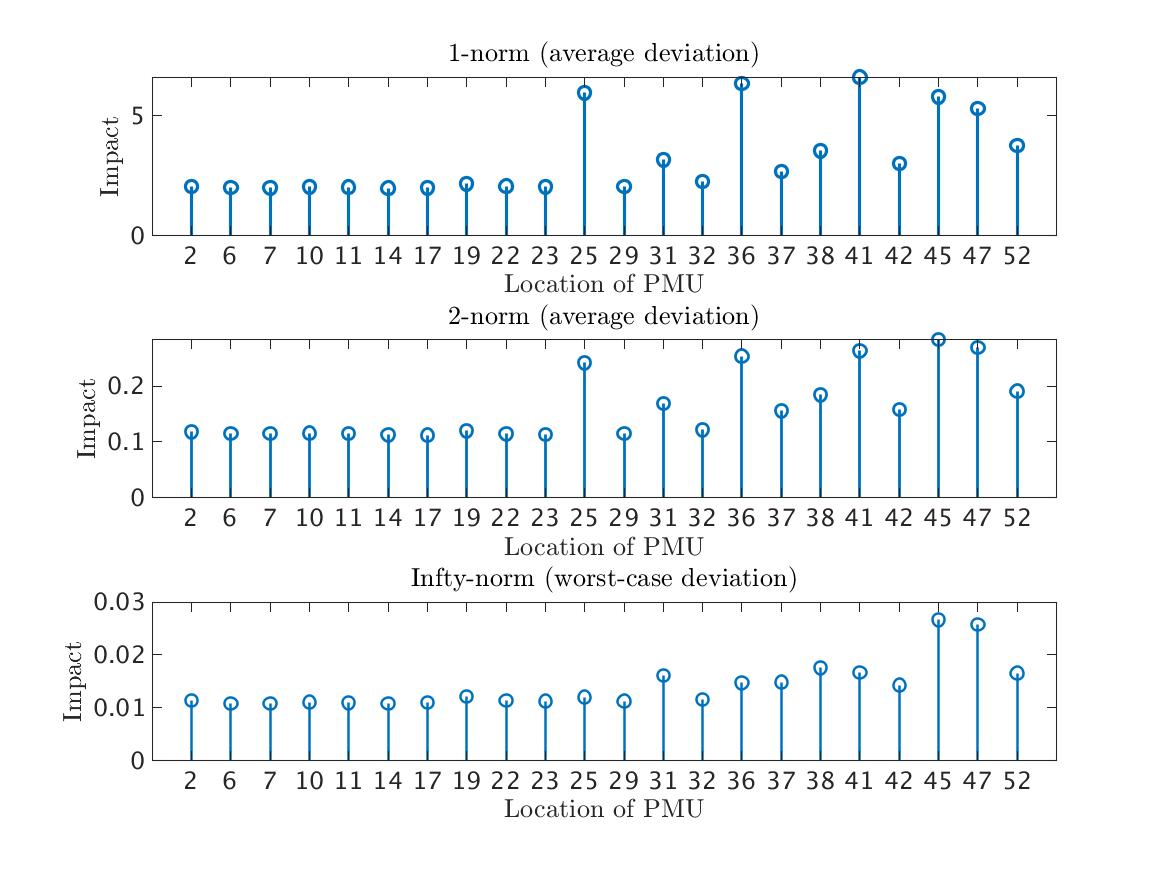 1-norm (average deviation)
5
0
Impact
2 6 7 10 11 14 17 19 22 23 25 29 31 32 36 37 38 41 42 45 47 52
Location of PMU
2-norm (average deviation)
0.2
0.1
0
Impact
2 6 7 10 11 14 17 19 22 23 25 29 31 32 36 37 38 41 42 45 47 52
Location of PMU
Infty-norm (worst-case deviation)
0.03
0.02
0.01
0
Impact
2 6 7 10 11 14 17 19 22 23 25 29 31 32 36 37 38 41 42 45 47 52
Location of PMU